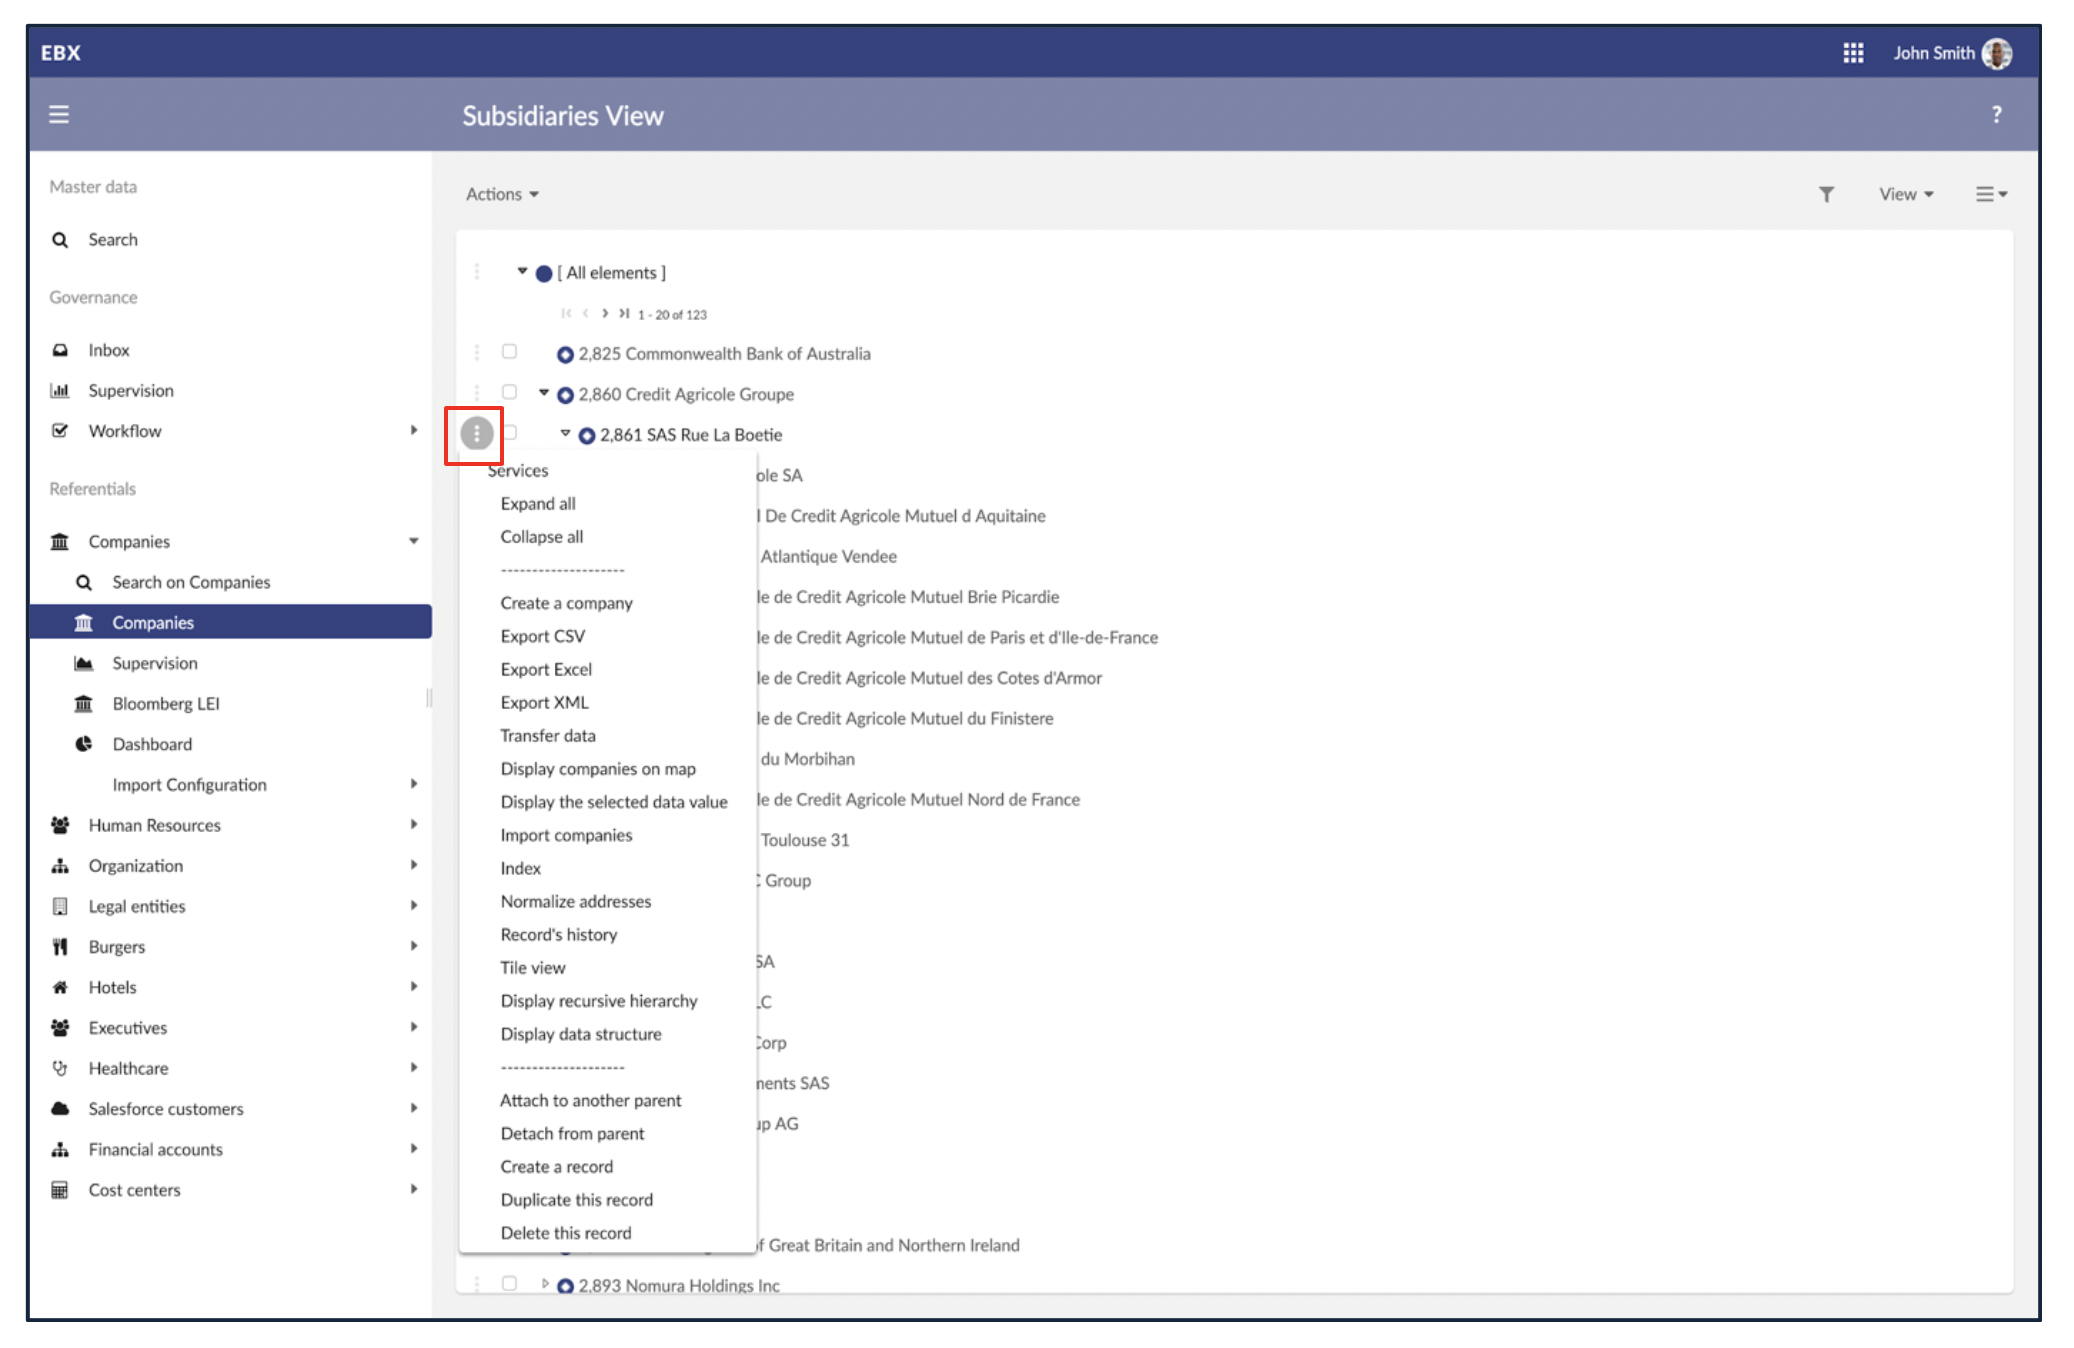 EBX
John Smith
Subsidiaries View
?
Master data
Search
Governance
Inbox
Supervision
Workflow
Referentials
Companies
Search on Companies
Companies
Supervision
Bloomberg LEI
Dashboard
Import Configuration
Human Resources
Organization
Legal entities
Burgers
Hotels
Executives
Healthcare
Salesforce customers
Financial accounts
Cost centers
Actions
View
[ All elements ]
1 - 20 of 123
2,825 Commonwealth Bank of Australia
2,860 Credit Agricole Groupe
2,861 SAS Rue La Boetie
Services
Expand all
Collapse all
--------------------
Create a company
Export CSV
Export Excel
Export XML
Transfer data
Display companies on map
Display the selected data value
Import companies
Index
Normalize addresses
Record's history
Tile view
Display recursive hierarchy
Display data structure
--------------------
Attach to another parent
Detach from parent
Create a record
Duplicate this record
Delete this record
ole SA
l De Credit Agricole Mutuel d Aquitaine
Atlantique Vendee
le de Credit Agricole Mutuel Brie Picardie
le de Credit Agricole Mutuel de Paris et d'Ile-de-France
le de Credit Agricole Mutuel des Cotes d'Armor
le de Credit Agricole Mutuel du Finistere
du Morbihan
le de Credit Agricole Mutuel Nord de France
Toulouse 31
Group
SA
LC
Corp
ments SAS
up AG
of Great Britain and Northern Ireland
2,893 Nomura Holdings Inc